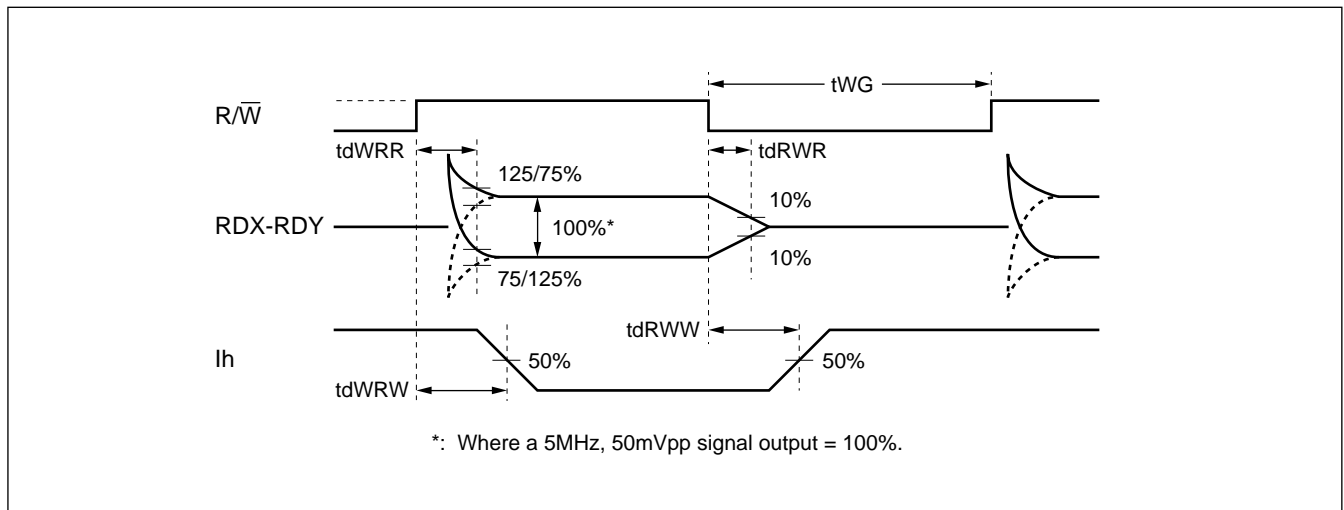 tWG
R/W̅
tdWRR
tdRWR
125/75%
10%
RDX-RDY
100%*
10%
75/125%
tdRWW
Ih
50%
50%
tdWRW
*: Where a 5MHz, 50mVpp signal output = 100%.